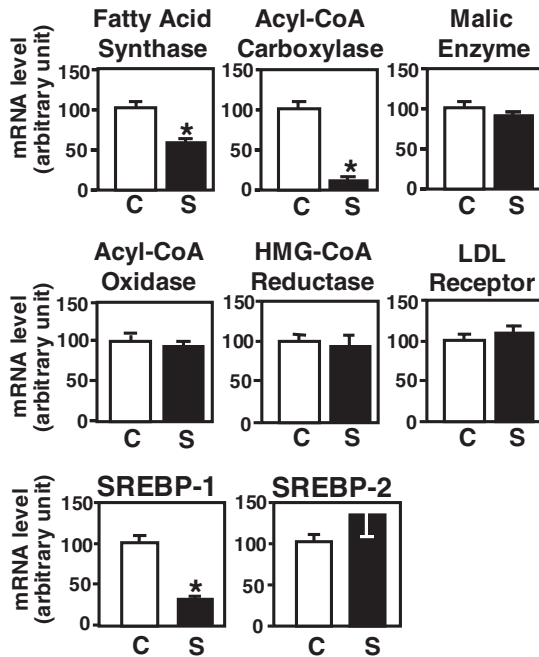 Fatty Acid Synthase
Acyl-CoA Carboxylase
Malic Enzyme
mRNA level (arbitrary unit)
150
100
50
0
*
C S
150
100
50
0
*
C S
150
100
50
0
C S
Acyl-CoA Oxidase
HMG-CoA Reductase
LDL Receptor
mRNA level (arbitrary unit)
150
100
50
0
C S
150
100
50
0
C S
150
100
50
0
C S
SREBP-1
SREBP-2
mRNA level (arbitrary unit)
150
100
50
0
*
C S
150
100
50
0
C S